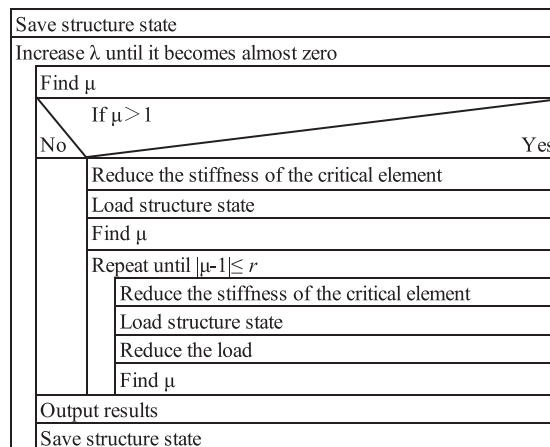 Save structure state
Increase λ until it becomes almost zero
Find μ
If μ > 1
No
Yes
Reduce the stiffness of the critical element
Load structure state
Find μ
Repeat until |μ-1|≤ r
Reduce the stiffness of the critical element
Load structure state
Reduce the load
Find μ
Output results
Save structure state